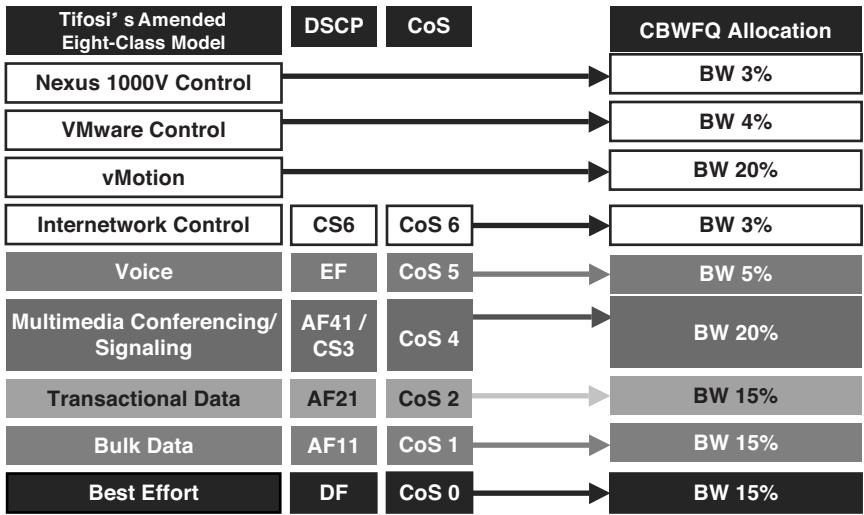 Tifosi's Amended
Eight-Class Model
DSCP
CoS
CBWFQ Allocation
Nexus 1000V Control
BW 3%
VMware Control
BW 4%
vMotion
BW 20%
Internetwork Control
CS6
CoS 6
BW 3%
Voice
EF
CoS 5
BW 5%
Multimedia Conferencing/
Signaling
AF41 /
CS3
CoS 4
BW 20%
Transactional Data
AF21
CoS 2
BW 15%
Bulk Data
AF11
CoS 1
BW 15%
Best Effort
DF
CoS 0
BW 15%